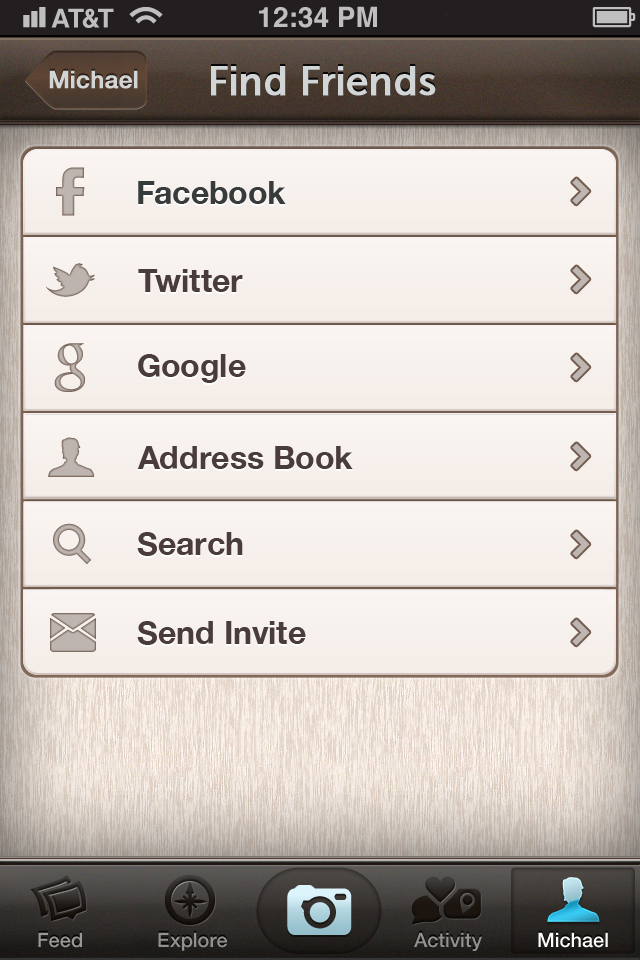 AT&T 12:34 PM
Michael Find Friends
Facebook
Twitter
Google
Address Book
Search
Send Invite
Feed Explore Activity Michael